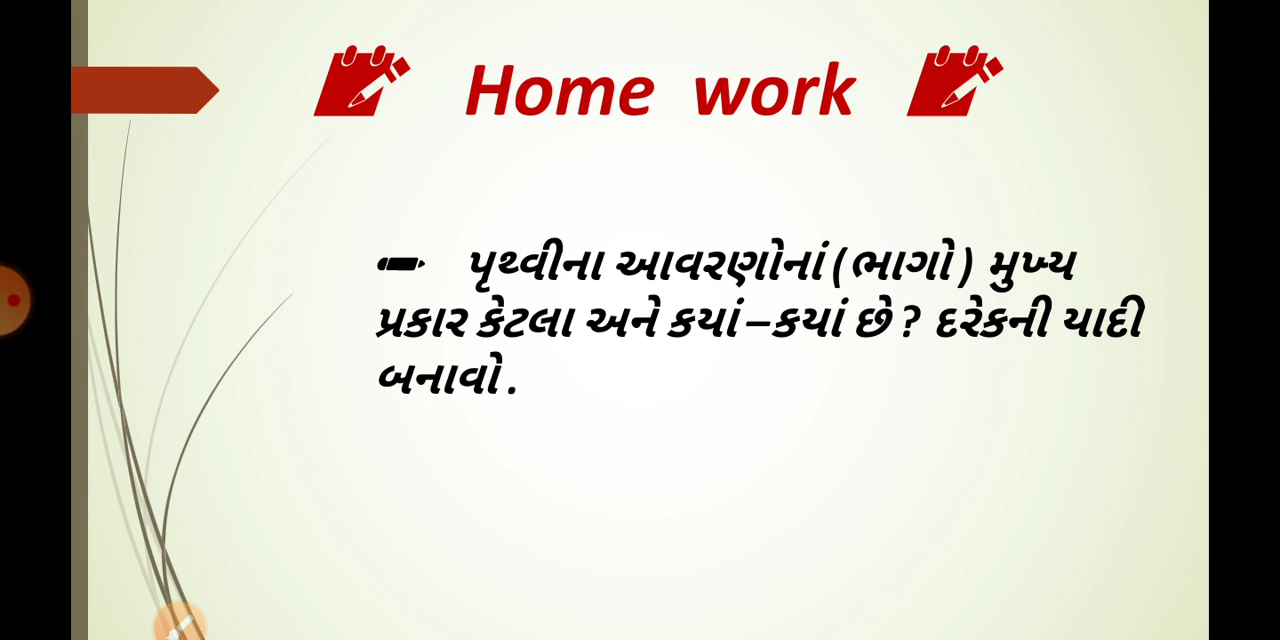 Home work
પૃથ્વીના આવરણોનાં (ભાગો) મુખ્ય
પ્રકાર કેટલા અને કયાં–કયાં છે ? દરેકની યાદી
બનાવો .